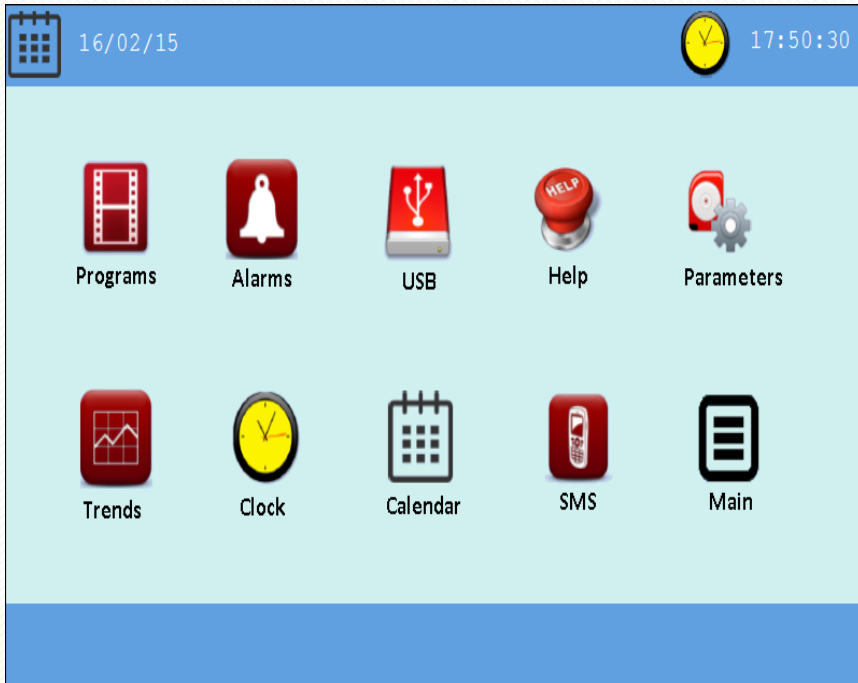 16/02/15 17:50:30
HELP
Programs Alarms USB Help Parameters
Trends Clock Calendar SMS Main